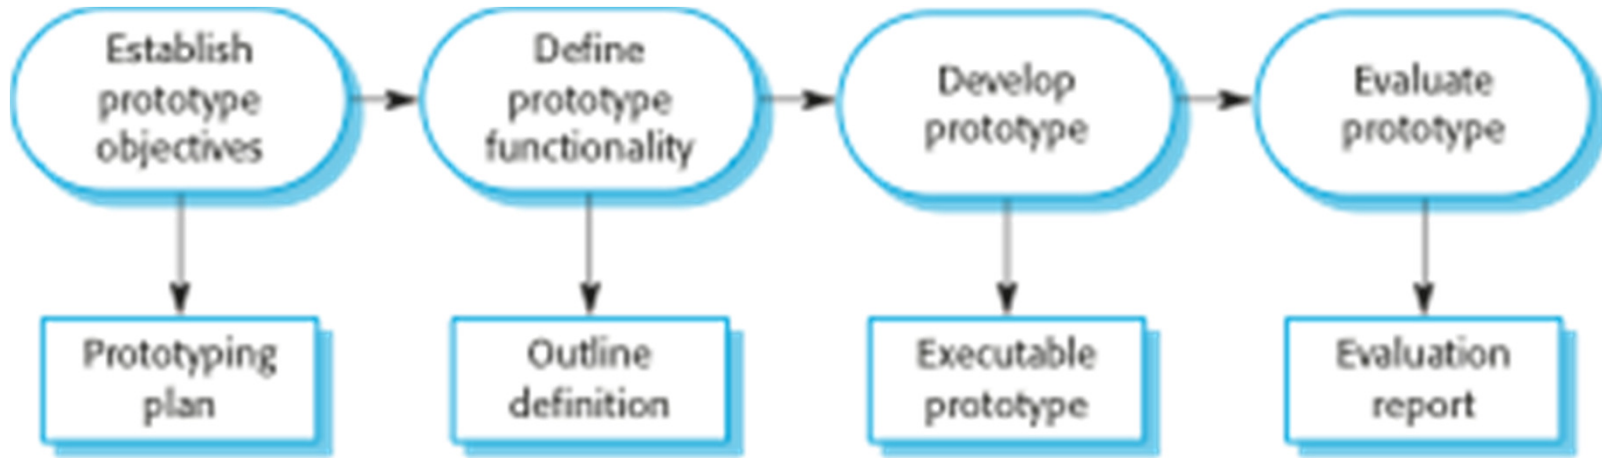 Establish
prototype
objectives
Define
prototype
functionality
Develop
prototype
Evaluate
prototype
Prototyping
plan
Outline
definition
Executable
prototype
Evaluation
report